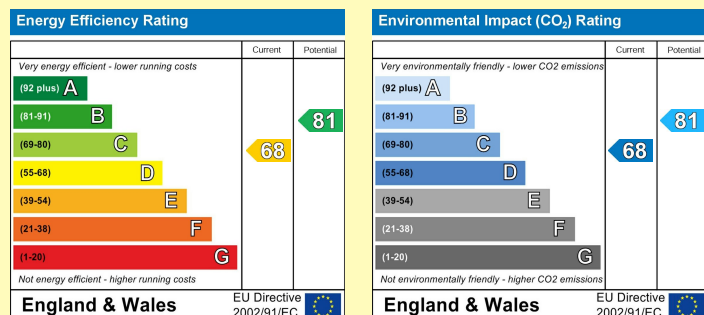 Energy Efficiency Rating
Current Potential
Very energy efficient - lower running costs
(92 plus) A
(81-91) B
81
(69-80) C
68
(55-68) D
(39-54) E
(21-38) F
(1-20) G
Not energy efficient - higher running costs
England & Wales
EU Directive
2002/91/EC
Environmental Impact (CO₂) Rating
Current Potential
Very environmentally friendly - lower CO2 emissions
(92 plus) A
(81-91) B
81
(69-80) C
68
(55-68) D
(39-54) E
(21-38) F
(1-20) G
Not environmentally friendly - higher CO2 emissions
England & Wales
EU Directive
2002/91/EC